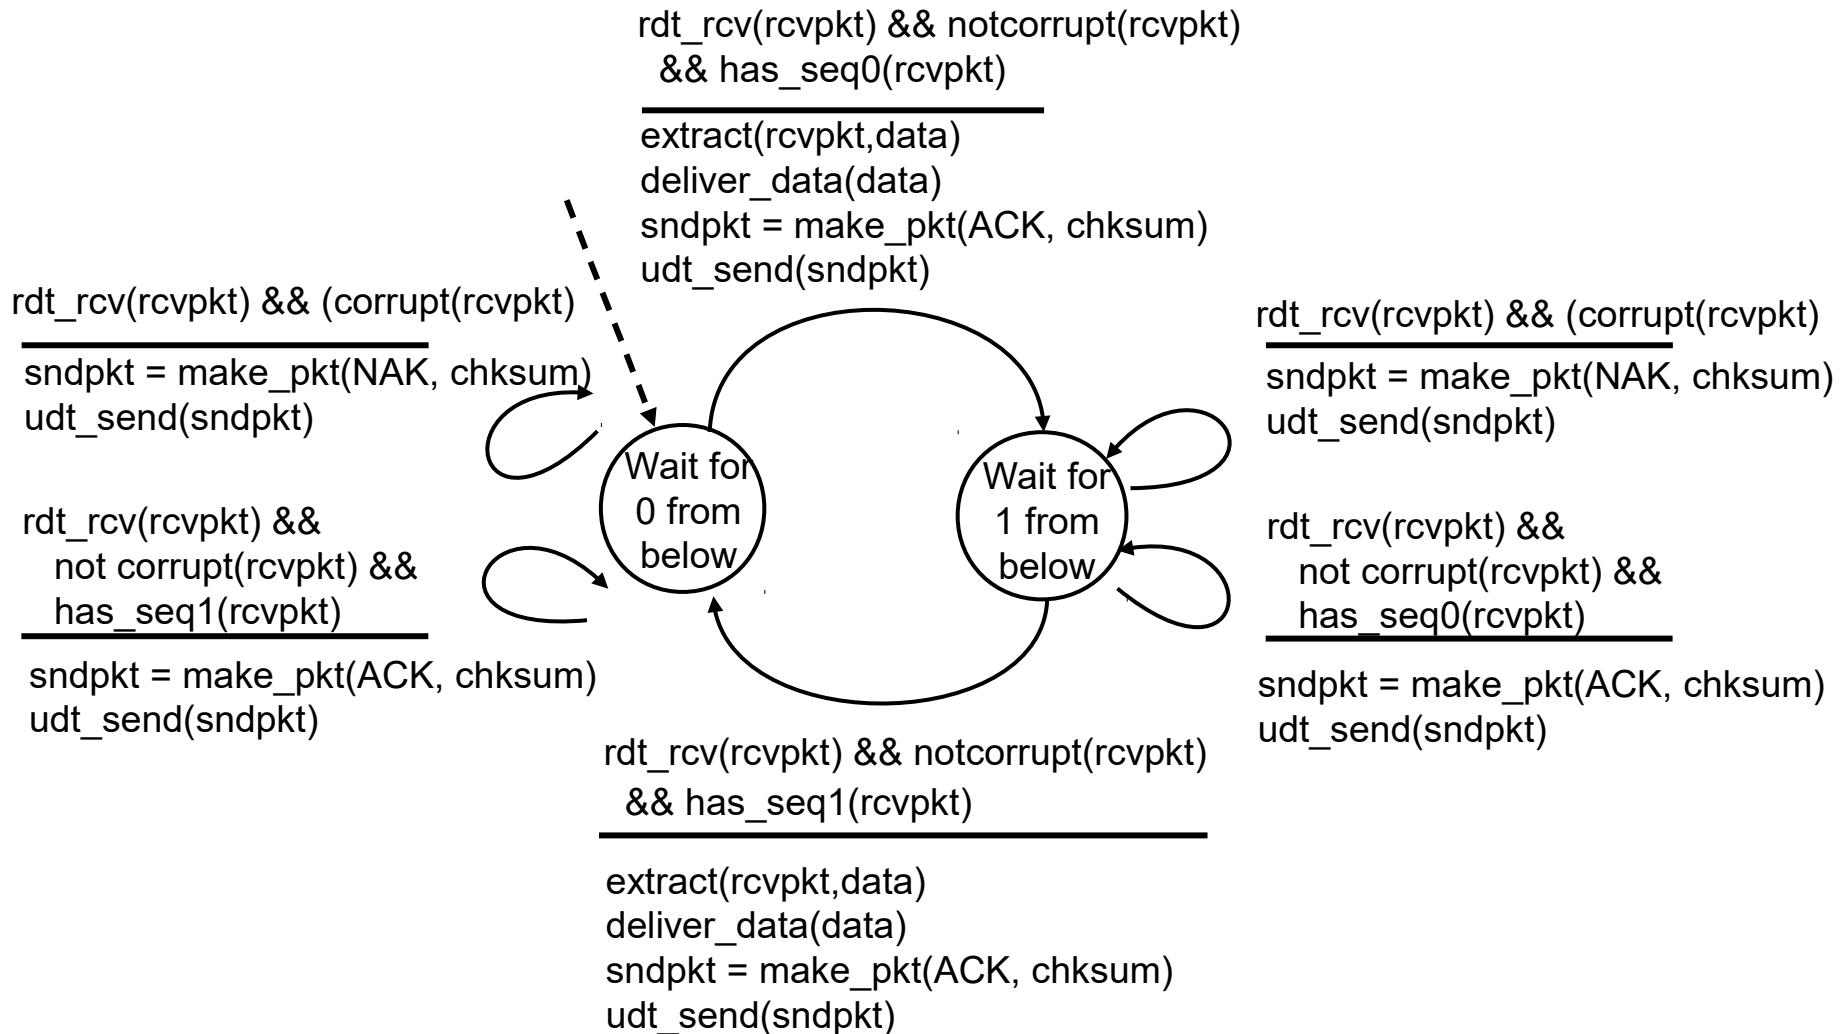 rdt_rcv(rcvpkt) && notcorrupt(rcvpkt)
&& has_seq0(rcvpkt)
extract(rcvpkt,data)
deliver_data(data)
sndpkt = make_pkt(ACK, chksum)
udt_send(sndpkt)
rdt_rcv(rcvpkt) && (corrupt(rcvpkt)
sndpkt = make_pkt(NAK, chksum)
udt_send(sndpkt)
rdt_rcv(rcvpkt) &&
not corrupt(rcvpkt) &&
has_seq1(rcvpkt)
sndpkt = make_pkt(ACK, chksum)
udt_send(sndpkt)
Wait for
0 from
below
Wait for
1 from
below
rdt_rcv(rcvpkt) && (corrupt(rcvpkt)
sndpkt = make_pkt(NAK, chksum)
udt_send(sndpkt)
rdt_rcv(rcvpkt) &&
not corrupt(rcvpkt) &&
has_seq0(rcvpkt)
sndpkt = make_pkt(ACK, chksum)
udt_send(sndpkt)
rdt_rcv(rcvpkt) && notcorrupt(rcvpkt)
&& has_seq1(rcvpkt)
extract(rcvpkt,data)
deliver_data(data)
sndpkt = make_pkt(ACK, chksum)
udt_send(sndpkt)